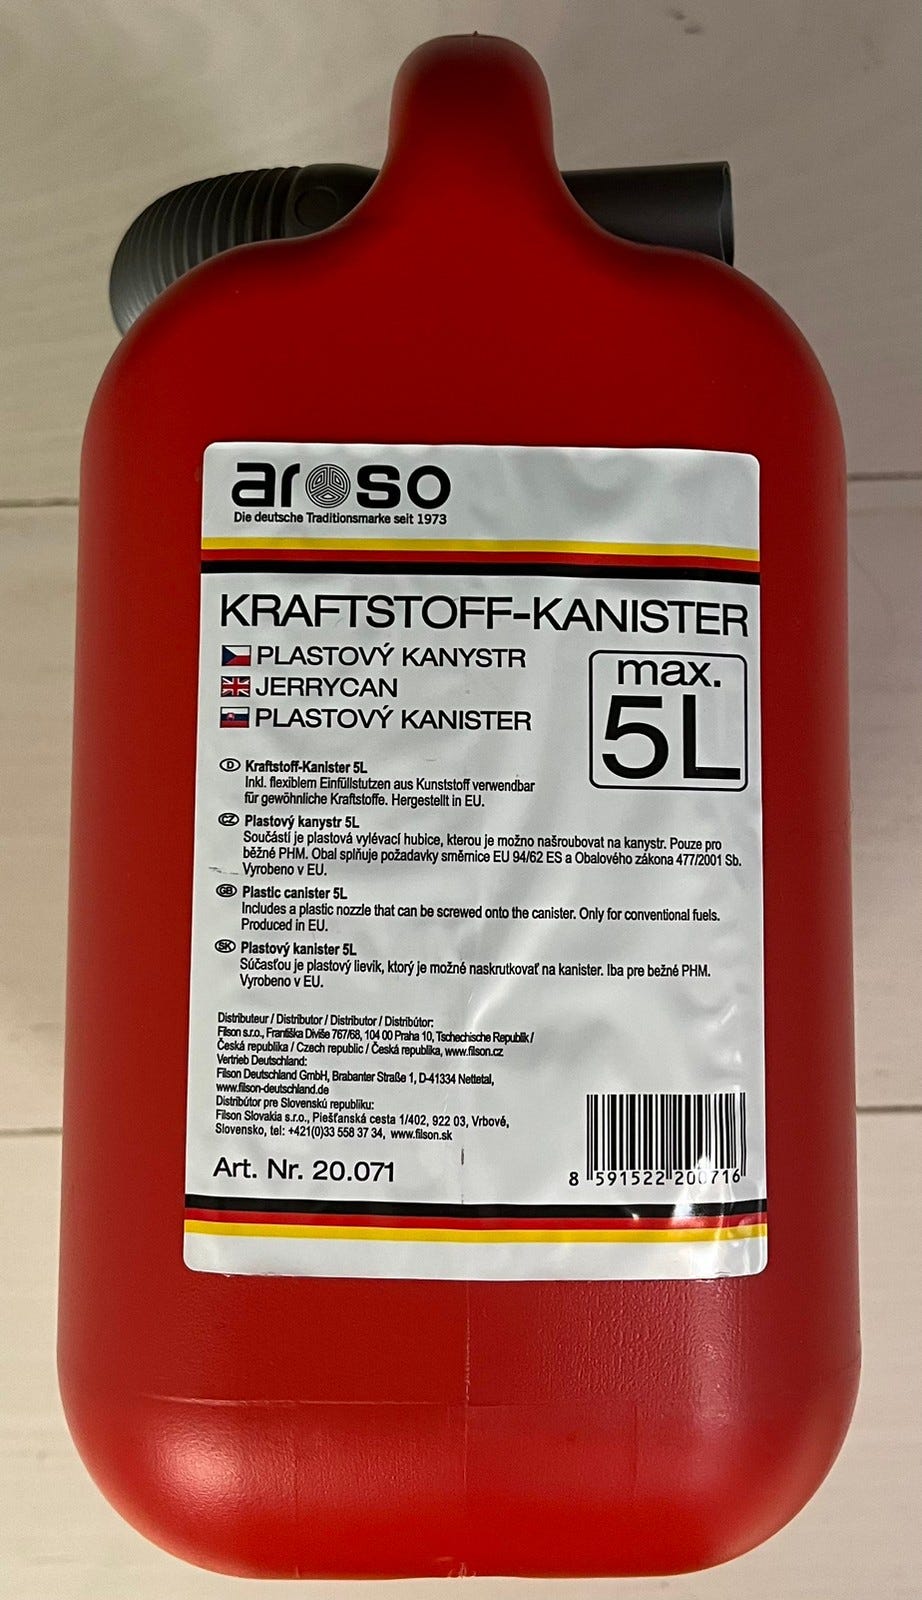 aroso
Die deutsche Traditionsmarke seit 1973
KRAFTSTOFF-KANISTER
PLASTOVÝ KANYSTR
JERRYCAN
PLASTOVÝ KANISTER
max.
5L
D Kraftstoff-Kanister 5L
Inkl. flexiblem Einfüllstutzen aus Kunststoff verwendbar
für gewöhnliche Kraftstoffe. Hergestellt in EU.
CZ Plastový kanystr 5L
Součástí je plastová vylévací hubice, kterou je možno našroubovat na kanystr. Pouze pro
běžné PHM. Obal splňuje požadavky směrnice EU 94/62 ES a Obalového zákona 477/2001 Sb.
Vyrobeno v EU.
GB Plastic canister 5L
Includes a plastic nozzle that can be screwed onto the canister. Only for conventional fuels.
Produced in EU.
SK Plastový kanister 5L
Súčasťou je plastový lievik, ktorý je možné naskrutkovať na kanister. Iba pre bežné PHM.
Vyrobeno v EU.
Distributeur / Distributor / Distributor / Distribútor:
Filson s.r.o., Františka Diviše 767/68, 104 00 Praha 10, Tschechische Republik /
Česká republika / Czech republic / Česká republika, www.filson.cz
Vertrieb Deutschland:
Filson Deutschland GmbH, Brabanter Straße 1, D-41334 Nettetal,
www.filson-deutschland.de
Distribútor pre Slovenskú republiku:
Filson Slovakia s.r.o., Piešťanská cesta 1/402, 922 03, Vrbové,
Slovensko, tel: +421(0)33 558 37 34, www.filson.sk
Art. Nr. 20.071
8 591522 200716